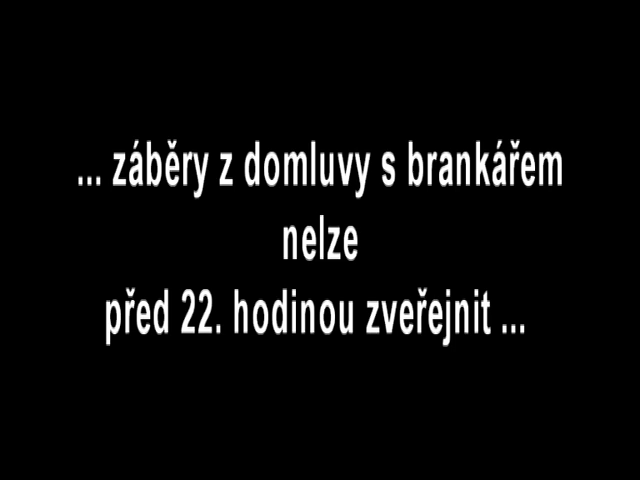 ... záběry z domluvy s brankářem
nelze
před 22. hodinou zveřejnit ...